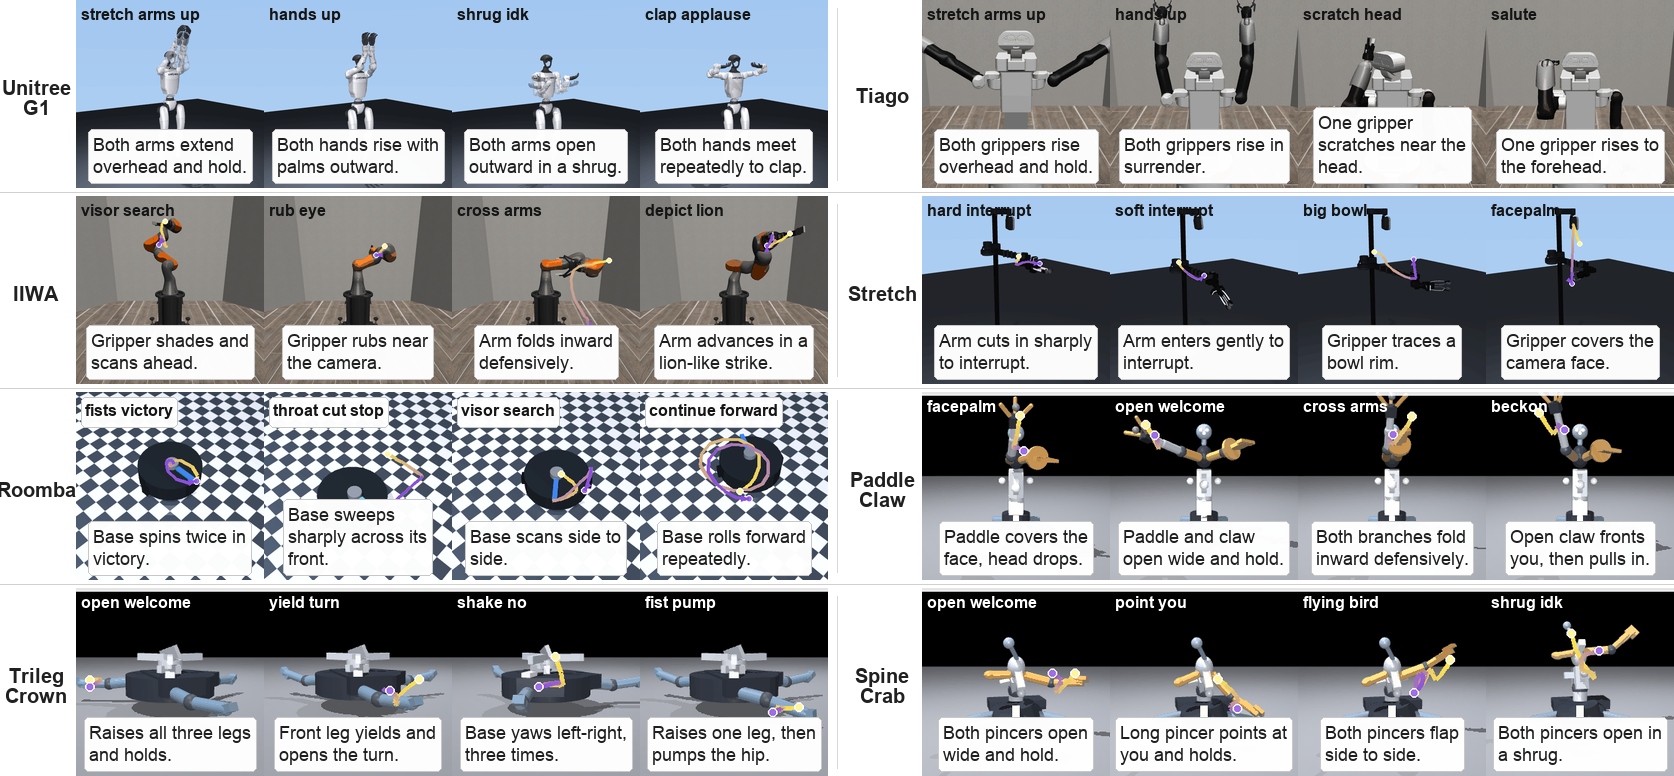 Unitree
G1
stretch arms up
Both arms extend
overhead and hold.
hands up
Both hands rise with
palms outward.
shrug idk
Both arms open
outward in a shrug.
clap applause
Both hands meet
repeatedly to clap.
Tiago
stretch arms up
Both grippers rise
overhead and hold.
hands up
Both grippers rise in
surrender.
scratch head
One gripper
scratches near the
head.
salute
One gripper rises to
the forehead.
IIWA
visor search
Gripper shades and
scans ahead.
rub eye
Gripper rubs near
the camera.
cross arms
Arm folds inward
defensively.
depict lion
Arm advances in a
lion-like strike.
Stretch
hard interrupt
Arm cuts in sharply
to interrupt.
soft interrupt
Arm enters gently to
interrupt.
big bowl
Gripper traces a
bowl rim.
facepalm
Gripper covers the
camera face.
Roomba
fists victory
Base spins twice in
victory.
throat cut stop
Base sweeps
sharply across its
front.
visor search
Base scans side to
side.
continue forward
Base rolls forward
repeatedly.
Paddle
Claw
facepalm
Paddle covers the
face, head drops.
open welcome
Paddle and claw
open wide and hold.
cross arms
Both branches fold
inward defensively.
beckon
Open claw fronts
you, then pulls in.
Trileg
Crown
open welcome
Raises all three legs
and holds.
yield turn
Front leg yields and
opens the turn.
shake no
Base yaws left-right,
three times.
fist pump
Raises one leg, then
pumps the hip.
Spine
Crab
open welcome
Both pincers open
wide and hold.
point you
Long pincer points at
you and holds.
flying bird
Both pincers flap
side to side.
shrug idk
Both pincers open in
a shrug.